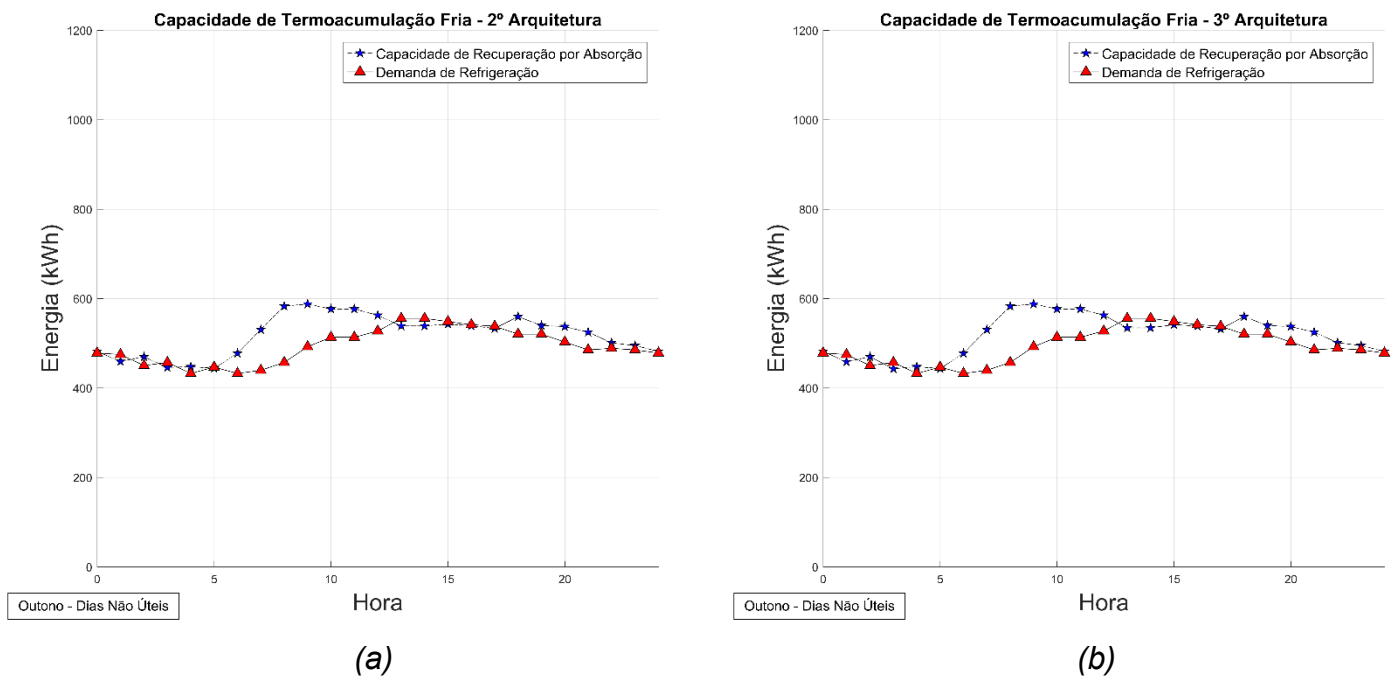 Capacidade de Termoacumulação Fria - 2º Arquitetura
1200
Capacidade de Recuperação por Absorção
Demanda de Refrigeração
1000
800
600
400
200
0
Energia (kWh)
0 5 10 15 20
Hora
Outono - Dias Não Úteis
(a)
Capacidade de Termoacumulação Fria - 3º Arquitetura
1200
Capacidade de Recuperação por Absorção
Demanda de Refrigeração
1000
800
600
400
200
0
Energia (kWh)
0 5 10 15 20
Hora
Outono - Dias Não Úteis
(b)